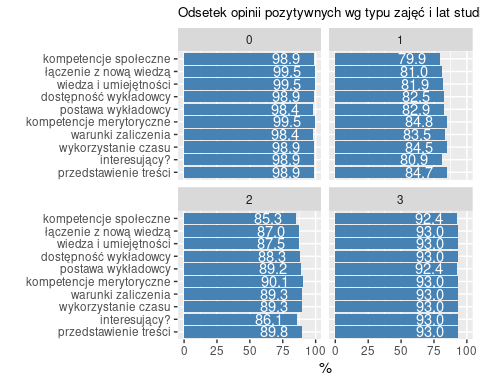 Odsetek opinii pozytywnych wg typu zajęć i lat stud
0 1
kompetencje społeczne 98.9 79.9
łączenie z nową wiedzą 99.5 81.0
wiedza i umiejętności 99.5 81.9
dostępność wykładowcy 98.9 82.5
postawa wykładowcy 98.4 82.9
kompetencje merytoryczne 99.5 84.8
warunki zaliczenia 98.4 83.5
wykorzystanie czasu 98.9 84.5
interesujący? 98.9 80.9
przedstawienie treści 98.9 84.7
2 3
kompetencje społeczne 85.3 92.4
łączenie z nową wiedzą 87.0 93.0
wiedza i umiejętności 87.5 93.0
dostępność wykładowcy 88.3 93.0
postawa wykładowcy 89.2 92.4
kompetencje merytoryczne 90.1 93.0
warunki zaliczenia 89.3 93.0
wykorzystanie czasu 89.3 93.0
interesujący? 86.1 93.0
przedstawienie treści 89.8 93.0
0 25 50 75 100 0 25 50 75 100
%